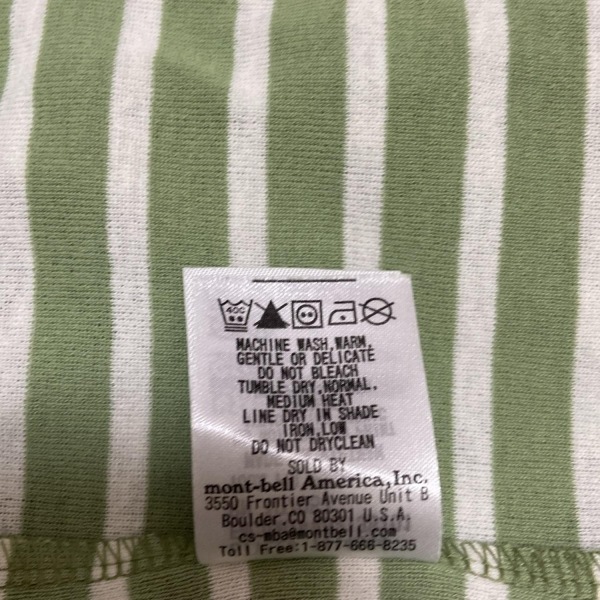 40C
MACHINE WASH,WARM,
GENTLE OR DELICATE
DO NOT BLEACH
TUMBLE DRY,NORMAL,
MEDIUM HEAT
LINE DRY IN SHADE
IRON,LOW
DO NOT DRYCLEAN
SOLD BY
mont-bell America,Inc.
3550 Frontier Avenue Unit B
Boulder,CO 80301 U.S.A.
cs-mba@montbell.com
Toll Free:1-877-666-8235